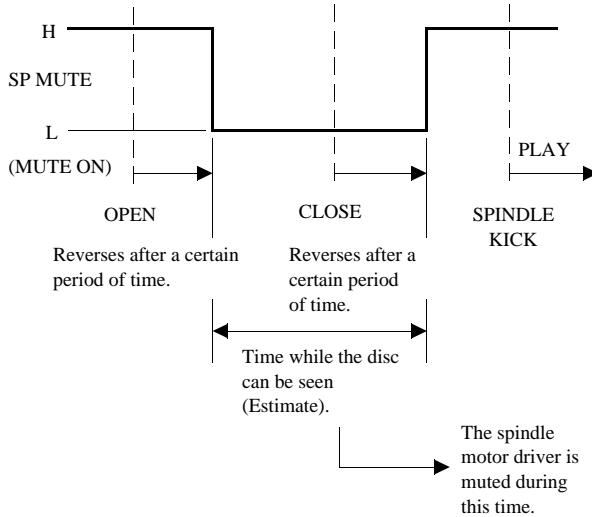 H
SP MUTE
L
(MUTE ON)
PLAY
OPEN
CLOSE
SPINDLE
KICK
Reverses after a certain
period of time.
Reverses after a
certain period
of time.
Time while the disc
can be seen
(Estimate).
The spindle
motor driver is
muted during
this time.